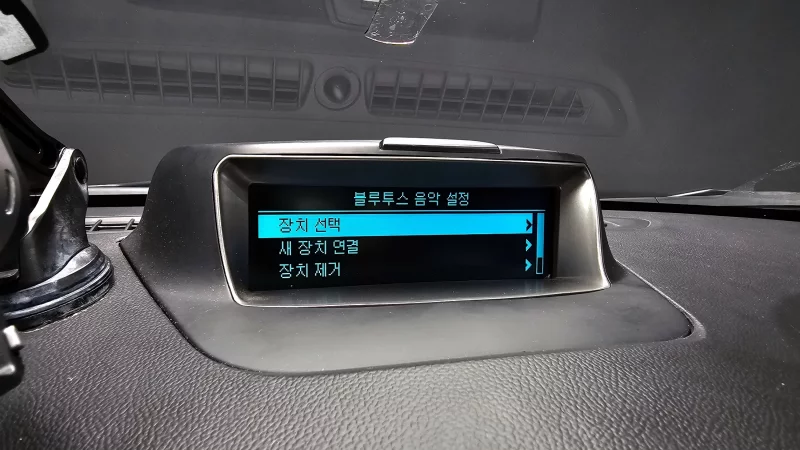 블루투스 음악 설정
장치 선택
새 장치 연결
장치 제거